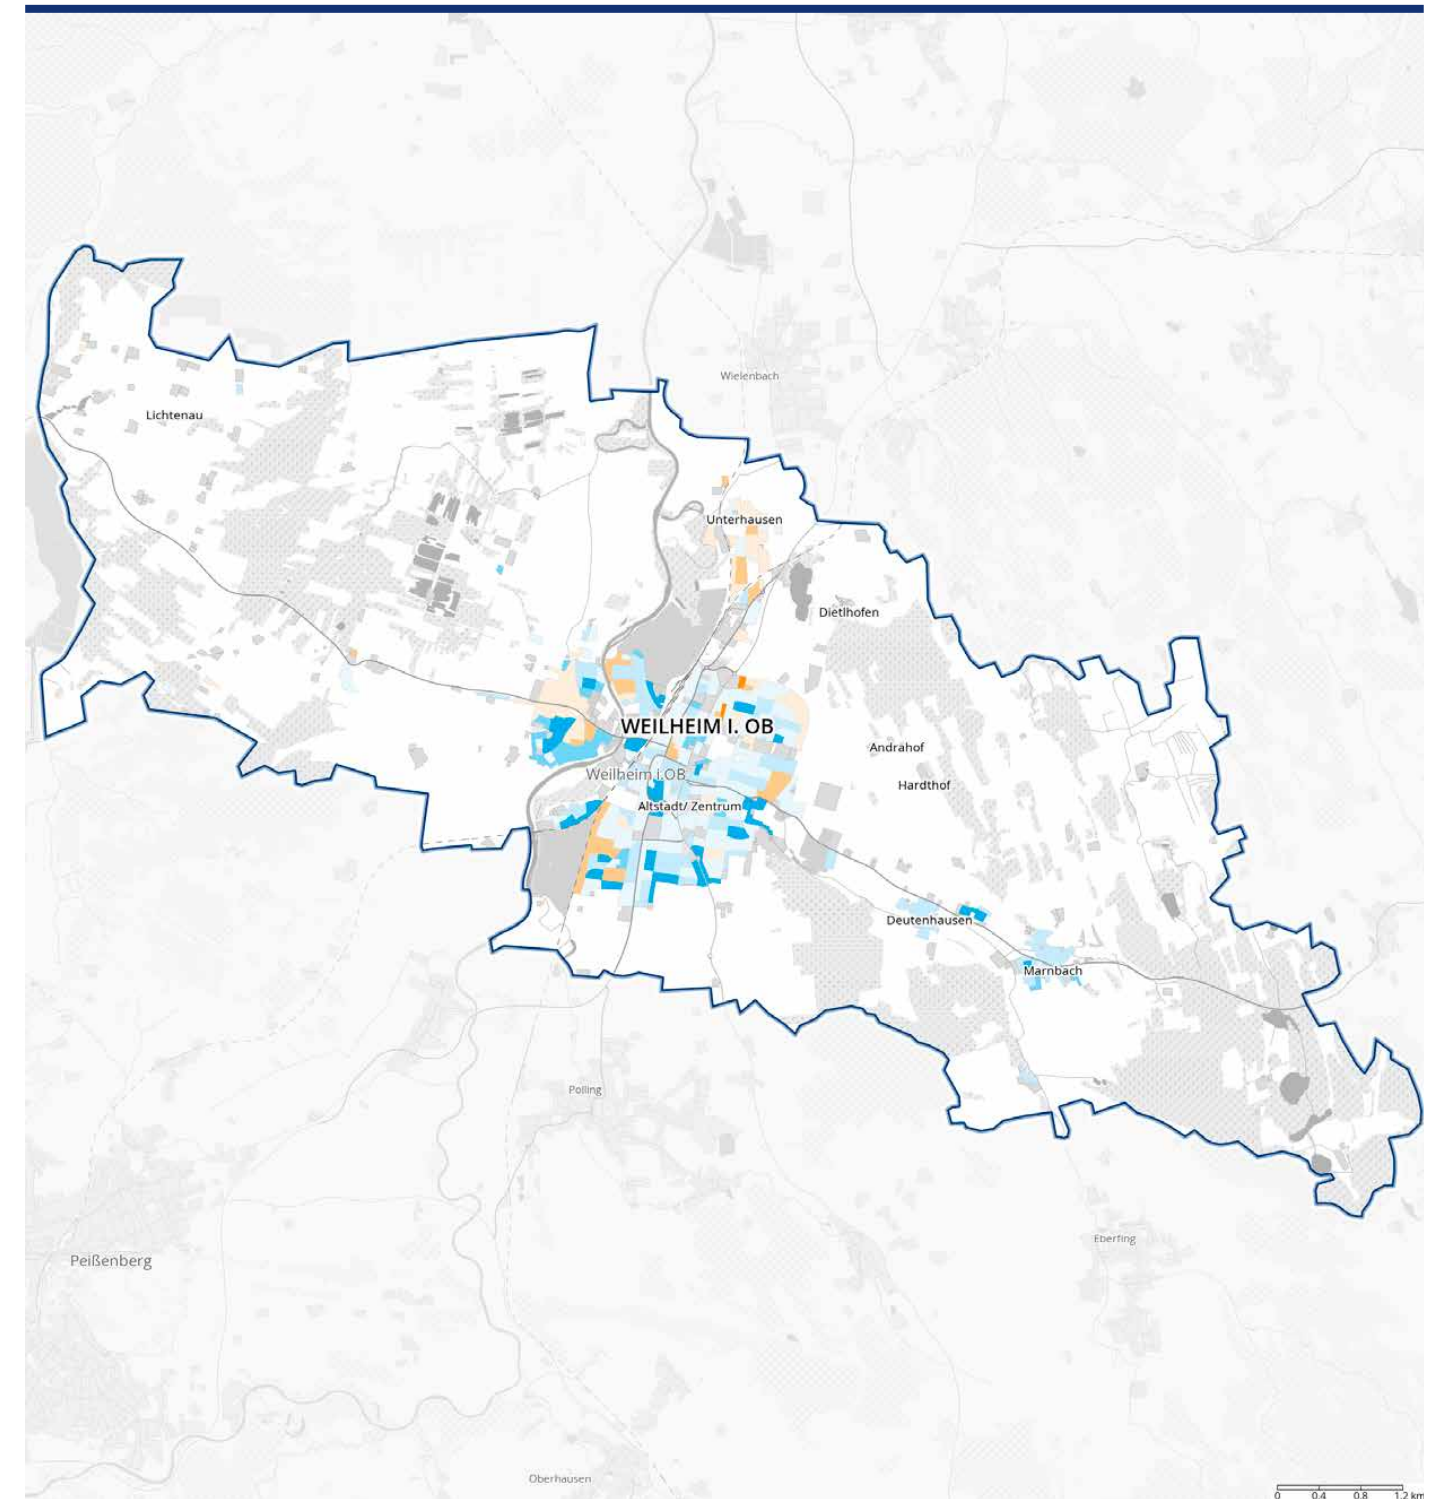 Wielenbach
Lichtenau
Unterhausen
Dietlhofen
WEILHEIM I. OB
Andrahof
Weilheim i.OB
Hardthof
Altstadt/ Zentrum
Deutenhausen
Marnbach
Polling
Eberfing
Peißenberg
Oberhausen
0 0.4 0.8 1.2 km